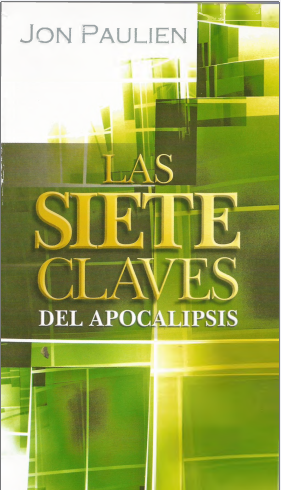 JON PAULIEN
LAS
SIETE
CLAVES
DEL APOCALIPSIS